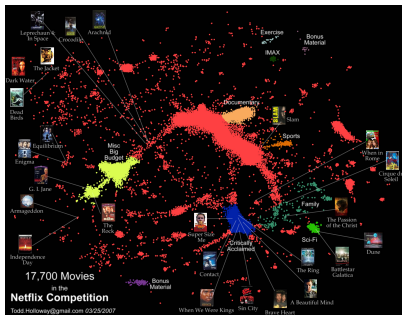 Leprechaun 4
In Space
Crocodile
Arachnid
Dark Water
The Jacket
Dead
Birds
Equilibrium
Enigma
G. I. Jane
Armageddon
Independence
Day
The
Rock
Misc
Big
Budget
Exercise
IMAX
Bonus
Material
Documentary
Slam
Sports
When in
Rome
Cirque du
Soleil
Family
The Passion
of the Christ
Sci-Fi
Dune
Battlestar
Galatica
The Ring
A Beautiful Mind
Brave Heart
Sin City
When We Were Kings
Contact
Critically
Acclaimed
Super Size
Me
Bonus
Material
17,700 Movies
in the
Netflix Competition
Todd.Holloway@gmail.com 03/25/2007